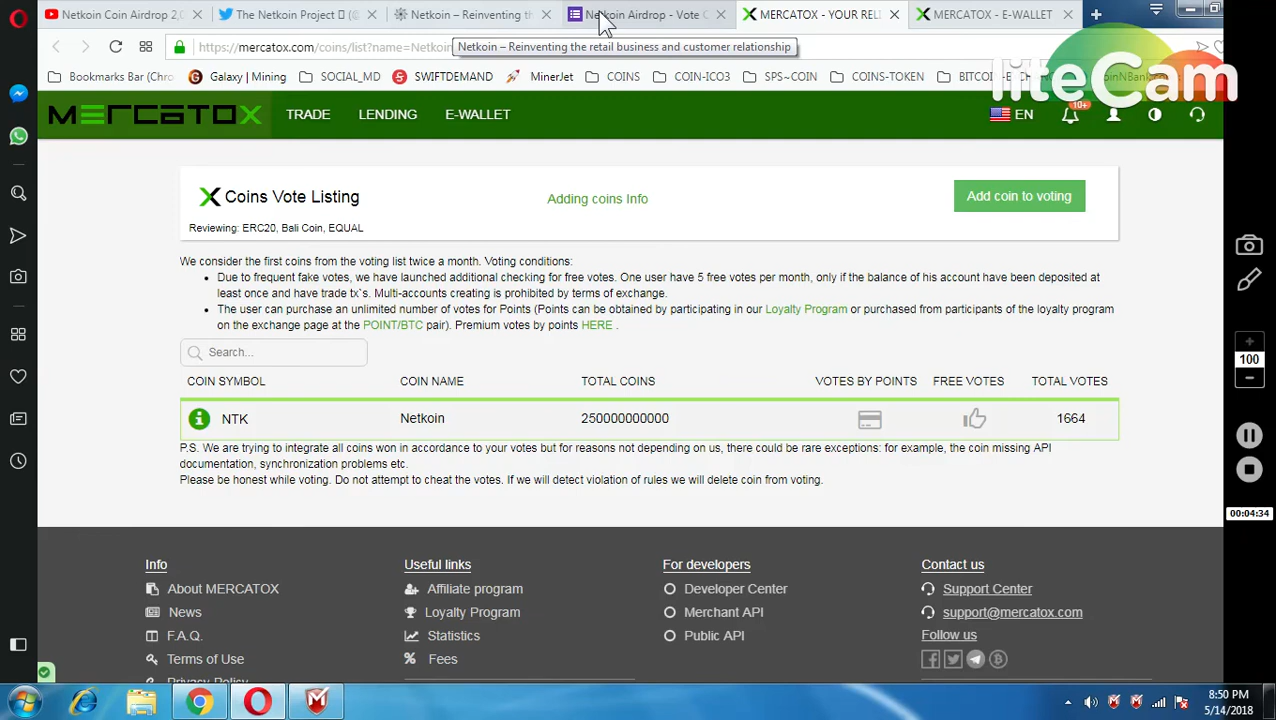 Netkoin Coin Airdrop 2,0
The Netkoin Project
Netkoin – Reinventing th
Netkoin Airdrop - Vote C
MERCATOX - YOUR REL
MERCATOX - E-WALLET
https://mercatox.com/coins/list?name=Netkoin
Netkoin – Reinventing the retail business and customer relationship
Bookmarks Bar (Chro
Galaxy | Mining
SOCIAL_MD
SWIFTDEMAND
MinerJet
COINS
COIN-ICO3
SPS~COIN
COINS-TOKEN
liteCam
MERCATOX
TRADE
LENDING
E-WALLET
EN
10+
Coins Vote Listing
Adding coins Info
Add coin to voting
Reviewing: ERC20, Bali Coin, EQUAL
We consider the first coins from the voting list twice a month. Voting conditions:
Due to frequent fake votes, we have launched additional checking for free votes. One user have 5 free votes per month, only if the balance of his account have been deposited at
least once and have trade tx`s. Multi-accounts creating is prohibited by terms of exchange.
The user can purchase an unlimited number of votes for Points (Points can be obtained by participating in our Loyalty Program or purchased from participants of the loyalty program
on the exchange page at the POINT/BTC pair). Premium votes by points HERE .
Search...
COIN SYMBOL COIN NAME TOTAL COINS VOTES BY POINTS FREE VOTES TOTAL VOTES
NTK Netkoin 250000000000 1664
P.S. We are trying to integrate all coins won in accordance to your votes but for reasons not depending on us, there could be rare exceptions: for example, the coin missing API
documentation, synchronization problems etc.
Please be honest while voting. Do not attempt to cheat the votes. If we will detect violation of rules we will delete coin from voting.
Info
About MERCATOX
News
F.A.Q.
Terms of Use
Privacy Policy
Useful links
Affiliate program
Loyalty Program
Statistics
Fees
For developers
Developer Center
Merchant API
Public API
Contact us
Support Center
support@mercatox.com
Follow us
100
00:04:34
8:50 PM
5/14/2018